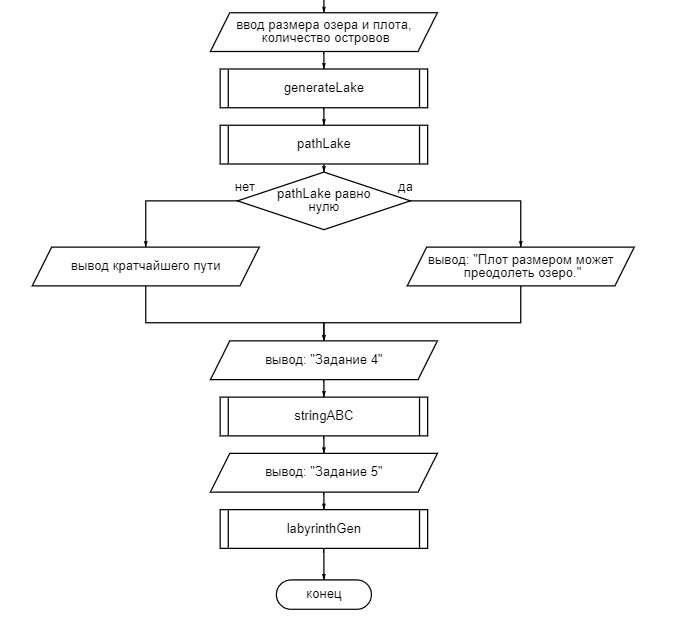 ввод размера озера и плота,
количество островов
generateLake
pathLake
нет
pathLake равно
нулю
да
вывод кратчайшего пути
вывод: "Плот размером может
преодолеть озеро."
вывод: "Задание 4"
stringABC
вывод: "Задание 5"
labyrinthGen
конец